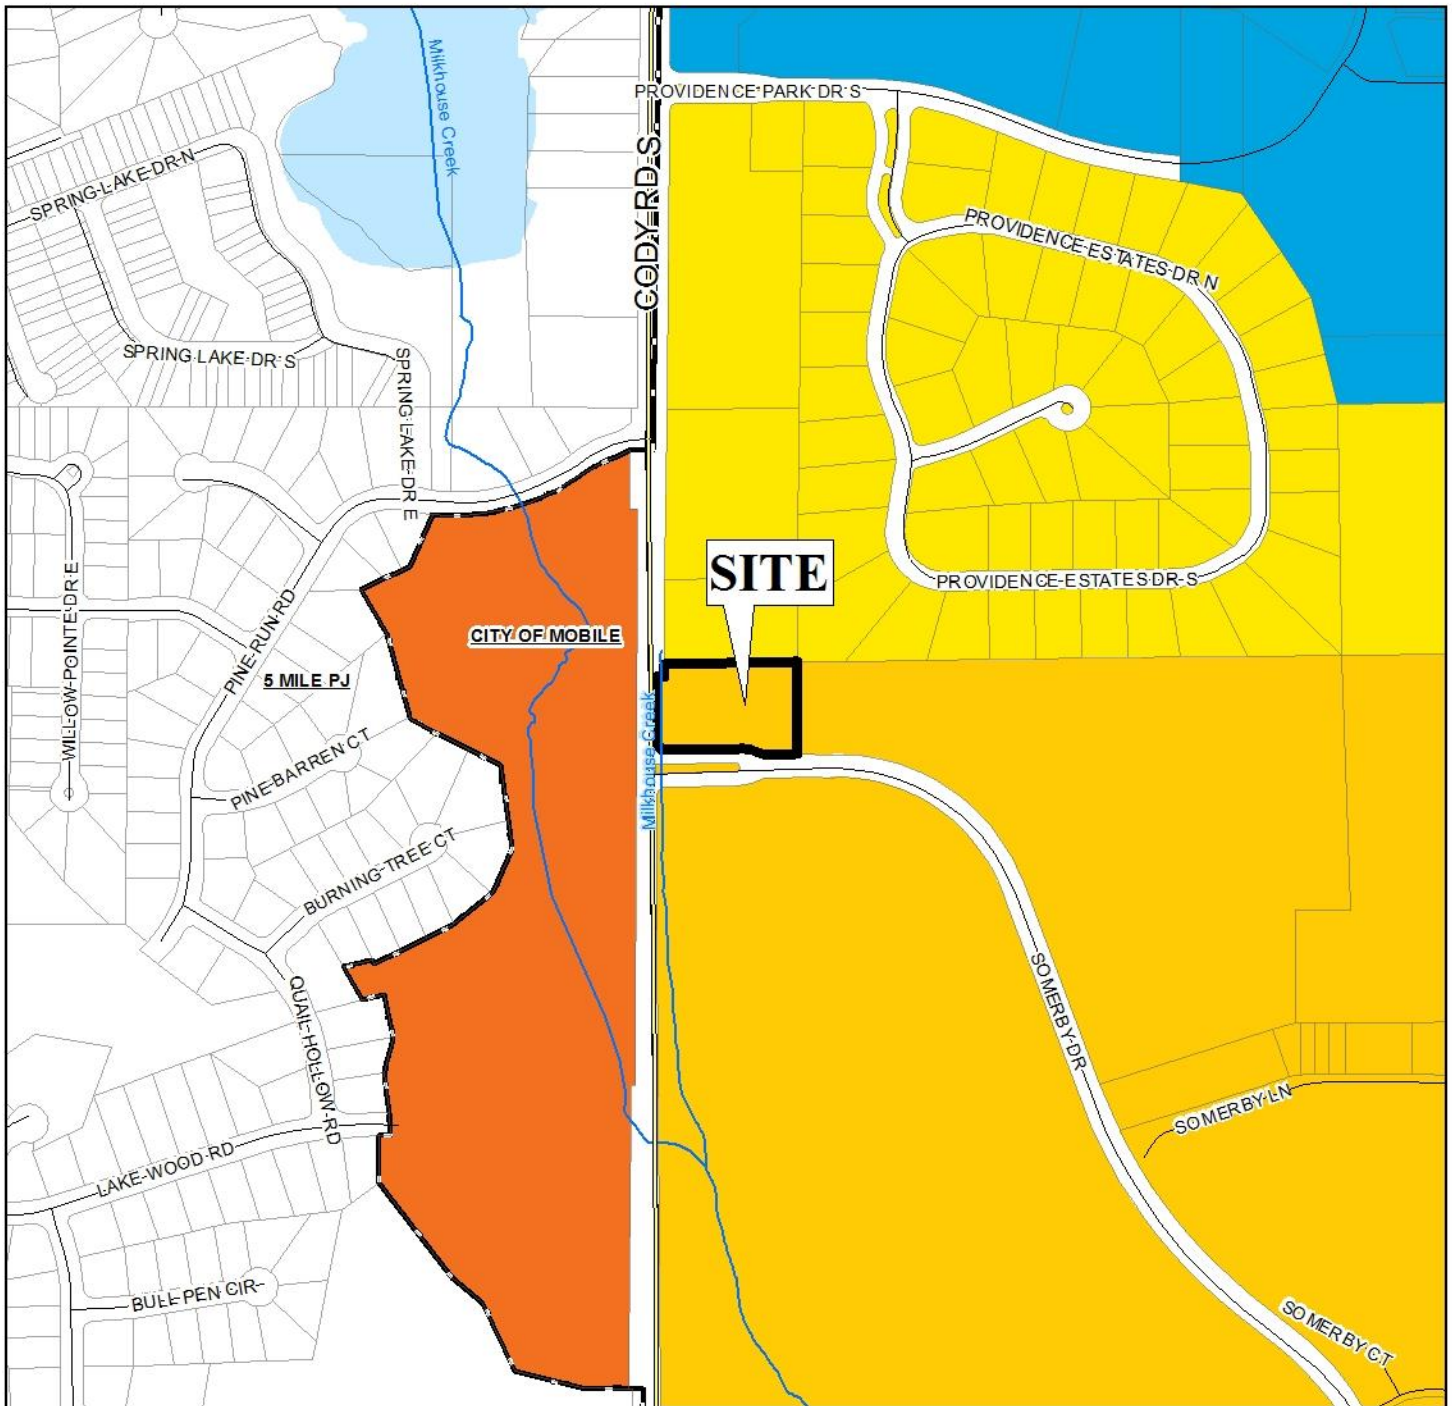 Milkhouse Creek
PROVIDENCE PARK DR S
SPRING LAKE DR N
CODY RD S
PROVIDENCE ESTATES DR N
SPRING LAKE DR S
SPRING LAKE DR E
SITE
WILLOW POINTE DR E
PROVIDENCE ESTATES DR S
PINE RUN RD
CITY OF MOBILE
5 MILE PJ
Milkhouse Creek
PINE BARREN CT
BURNING TREE CT
QUAIL HOLLOW RD
SOMERBY DR
SOMERBY LN
LAKE WOOD RD
BULL PEN CIR
SOMERBY CT